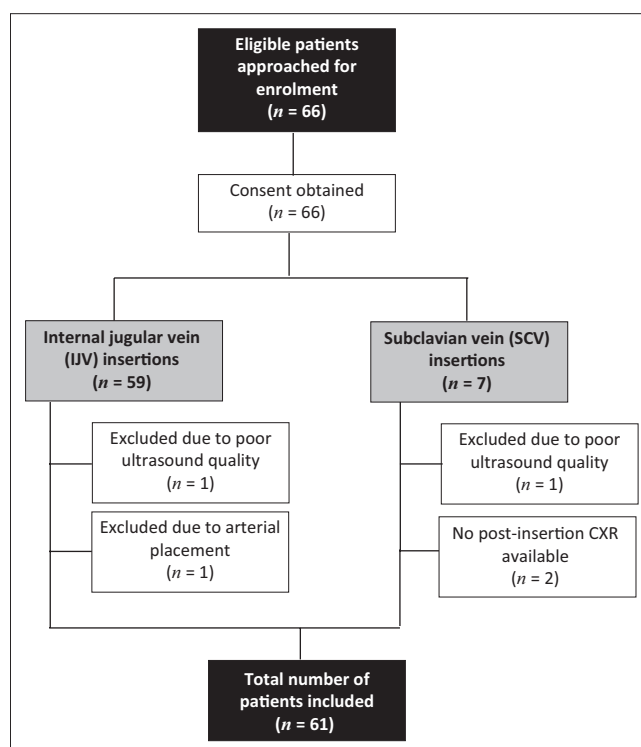 Eligible patients
approached for
enrolment
(n = 66)
Consent obtained
(n = 66)
Internal jugular vein
(IJV) insertions
(n = 59)
Subclavian vein (SCV)
insertions
(n = 7)
Excluded due to poor
ultrasound quality
(n = 1)
Excluded due to poor
ultrasound quality
(n = 1)
Excluded due to arterial
placement
(n = 1)
No post-insertion CXR
available
(n = 2)
Total number of
patients included
(n = 61)